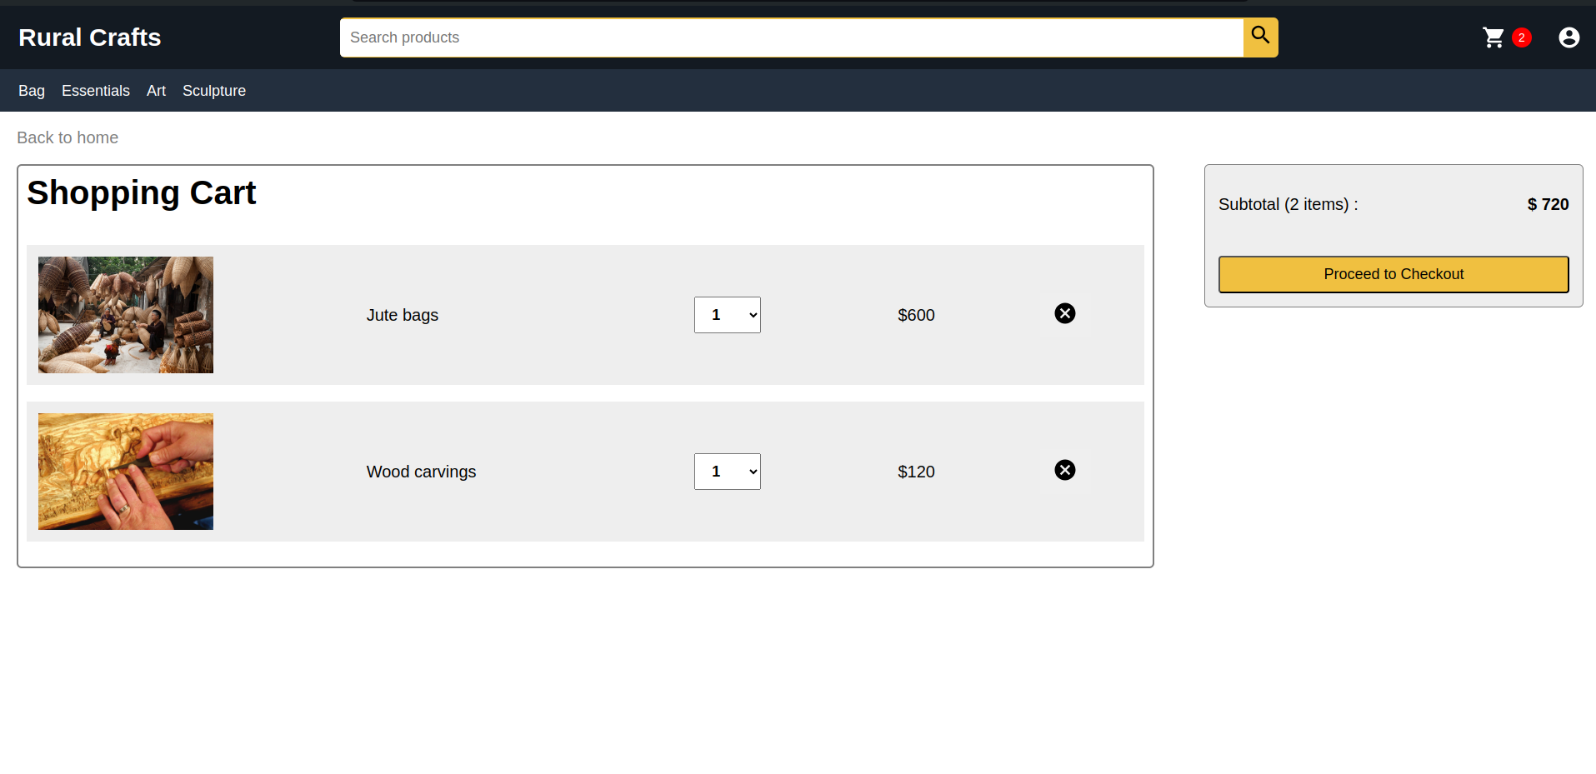 Rural Crafts
Search products
2
Bag Essentials Art Sculpture
Back to home
Shopping Cart
Subtotal (2 items) : $ 720
Proceed to Checkout
Jute bags 1 $600
Wood carvings 1 $120